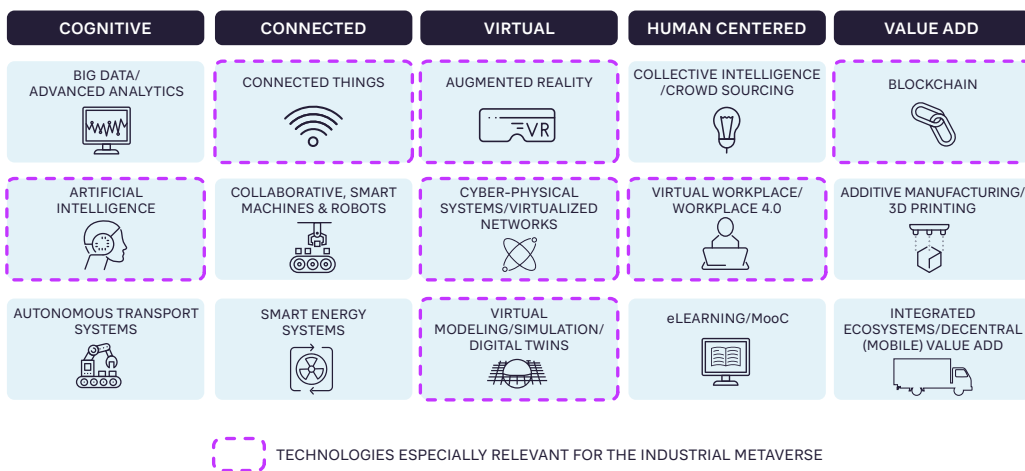 COGNITIVE
CONNECTED
VIRTUAL
HUMAN CENTERED
VALUE ADD
BIG DATA/
ADVANCED ANALYTICS
CONNECTED THINGS
AUGMENTED REALITY
VR
COLLECTIVE INTELLIGENCE
/CROWD SOURCING
BLOCKCHAIN
ARTIFICIAL
INTELLIGENCE
COLLABORATIVE, SMART
MACHINES & ROBOTS
CYBER-PHYSICAL
SYSTEMS/VIRTUALIZED
NETWORKS
VIRTUAL WORKPLACE/
WORKPLACE 4.0
ADDITIVE MANUFACTURING/
3D PRINTING
AUTONOMOUS TRANSPORT
SYSTEMS
SMART ENERGY
SYSTEMS
VIRTUAL
MODELING/SIMULATION/
DIGITAL TWINS
eLEARNING/MooC
INTEGRATED
ECOSYSTEMS/DECENTRAL
(MOBILE) VALUE ADD
TECHNOLOGIES ESPECIALLY RELEVANT FOR THE INDUSTRIAL METAVERSE